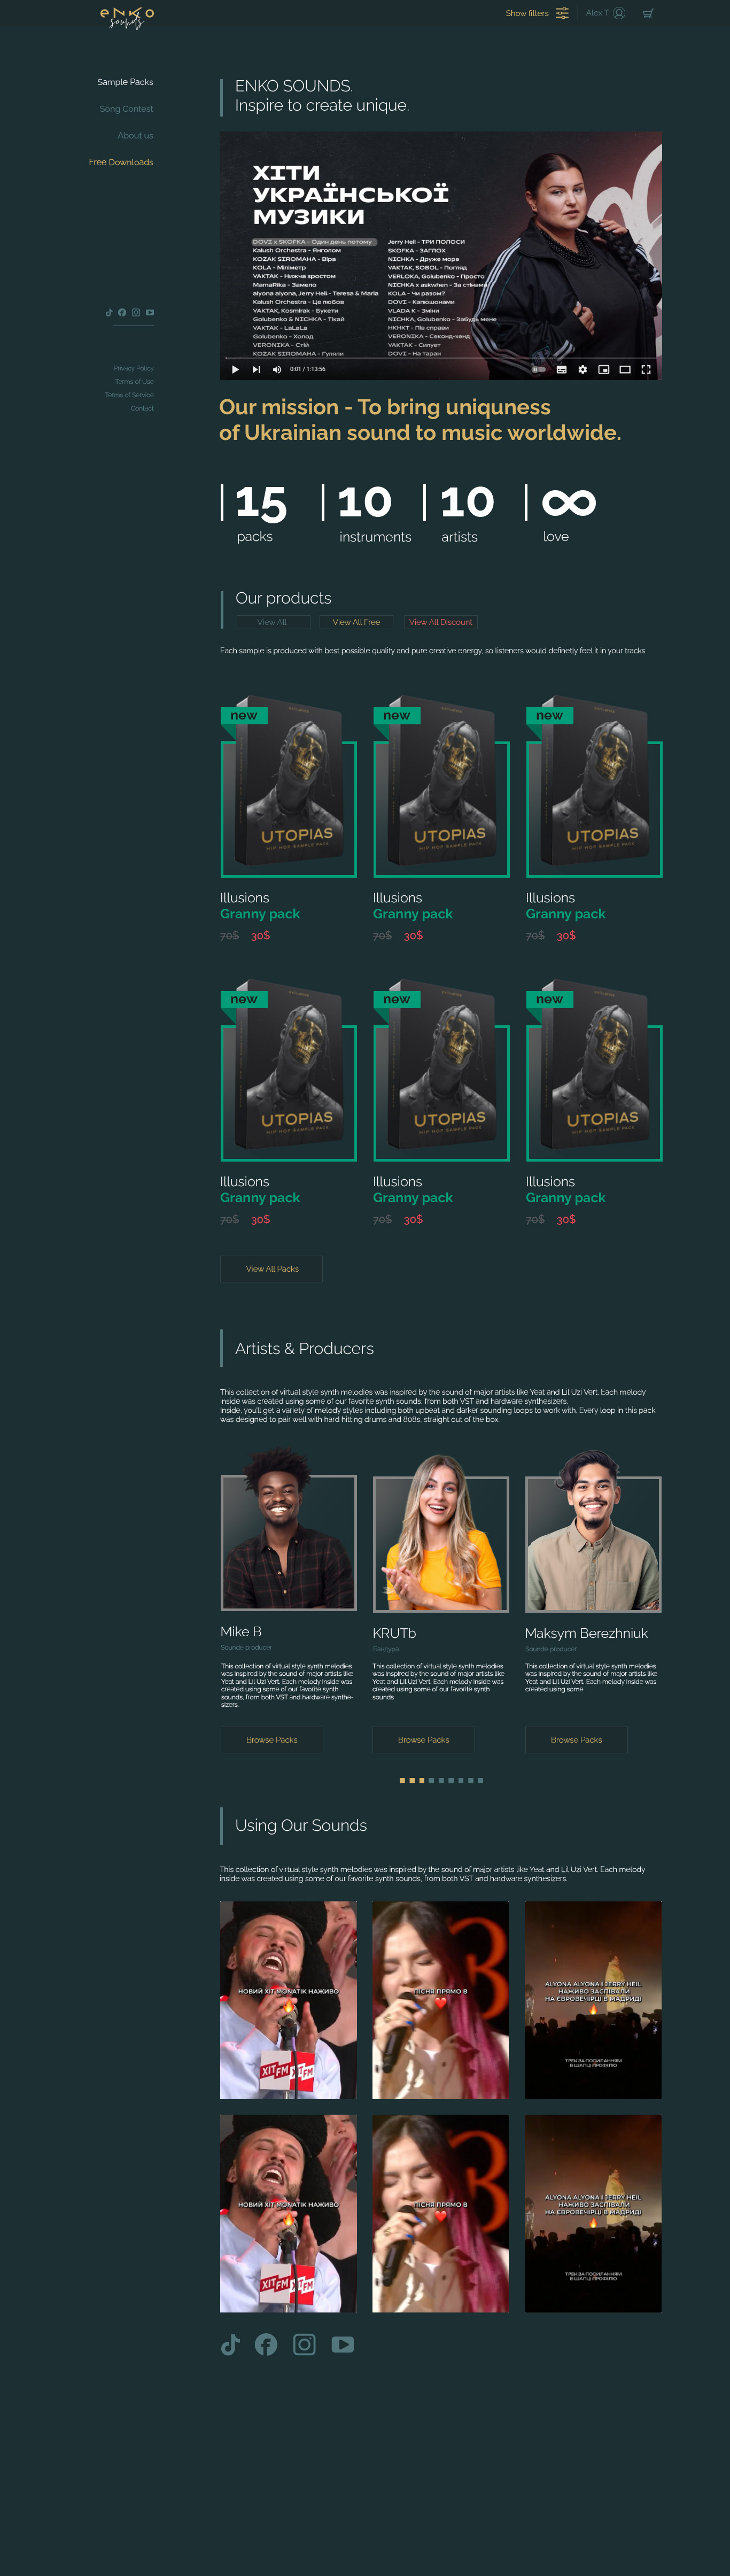 ENKO
sounds
Show filters
Alex T
Sample Packs
Song Contest
About us
Free Downloads
Privacy Policy
Terms of Use
Terms of Service
Contact
ENKO SOUNDS.
Inspire to create unique.
ХІТИ
УКРАЇНСЬКОЇ
МУЗИКИ
DOVI x SKOFKA - Один день потому
Kalush Orchestra - Янголом
KOZAK SIROMAHA - Віра
KOLA - Мініметр
YAKTAK - Нижча зростом
MamaRika - Замело
alyona alyona, Jerry Heil - Teresa & Maria
Kalush Orchestra - Це любов
YAKTAK, Kosmitak - Букети
Golubenko & NICHKA - Тікай
YAKTAK - LaLaLa
Golubenko - Холод
VERONIKA - Стій
KOZAK SIROMAHA - Гуляли
Jerry Heil - ТРИ ПОЛОСИ
SKOFKA - ЗАГЛОХ
NICHKA - Друже море
YAKTAK, SOBOL - Погляд
VERLOKA, Golubenko - Просто
NICHKA x askwhen - За стінами
KOLA - Чи разом?
DOVI - Капюшонами
VLADA K - Зміни
NICHKA, Golubenko - Забудь мене
НКНКТ - Пів справи
VERONIKA - Секонд-хенд
YAKTAK - Силует
DOVI - На таран
0:01 / 1:13:56
Our mission - To bring uniquness
of Ukrainian sound to music worldwide.
15
packs
10
instruments
10
artists
∞
love
Our products
View All
View All Free
View All Discount
Each sample is produced with best possible quality and pure creative energy, so listeners would definetly feel it in your tracks
new
UTOPIAS
HIP HOP SAMPLE PACK
Illusions
Granny pack
70$ 30$
new
UTOPIAS
HIP HOP SAMPLE PACK
Illusions
Granny pack
70$ 30$
new
UTOPIAS
HIP HOP SAMPLE PACK
Illusions
Granny pack
70$ 30$
new
UTOPIAS
HIP HOP SAMPLE PACK
Illusions
Granny pack
70$ 30$
new
UTOPIAS
HIP HOP SAMPLE PACK
Illusions
Granny pack
70$ 30$
new
UTOPIAS
HIP HOP SAMPLE PACK
Illusions
Granny pack
70$ 30$
View All Packs
Artists & Producers
This collection of virtual style synth melodies was inspired by the sound of major artists like Yeat and Lil Uzi Vert. Each melody
inside was created using some of our favorite synth sounds, from both VST and hardware synthesizers.
Inside, you'll get a variety of melody styles including both upbeat and darker sounding loops to work with. Every loop in this pack
was designed to pair well with hard hitting drums and 808s, straight out of the box.
Mike B
Sounde producer
This collection of virtual style synth melodies
was inspired by the sound of major artists like
Yeat and Lil Uzi Vert. Each melody inside was
created using some of our favorite synth
sounds, from both VST and hardware synthe-
sizers.
Browse Packs
KRUTb
This collection of virtual style synth melodies
was inspired by the sound of major artists like
Yeat and Lil Uzi Vert. Each melody inside was
created using some of our favorite synth
sounds
Browse Packs
Maksym Berezhniuk
Sounde producer
This collection of virtual style synth melodies
was inspired by the sound of major artists like
Yeat and Lil Uzi Vert. Each melody inside was
created using some
Browse Packs
Using Our Sounds
This collection of virtual style synth melodies was inspired by the sound of major artists like Yeat and Lil Uzi Vert. Each melody
inside was created using some of our favorite synth sounds, from both VST and hardware synthesizers.
НОВИЙ ХІТ MONATIK НАЖИВО
ХІТ FM
ПІСНЯ ПРЯМО В
ALYONA ALYONA І JERRY HEIL
НАЖИВО ЗАСПІВАЛИ
НА ЄВРОВЕЧІРЦІ В МАДРИДІ
ТРЕК ЗА ПОСИЛАННЯМ
В ШАПЦІ ПРОФІЛЮ
НОВИЙ ХІТ MONATIK НАЖИВО
ХІТ FM
ПІСНЯ ПРЯМО В
ALYONA ALYONA І JERRY HEIL
НАЖИВО ЗАСПІВАЛИ
НА ЄВРОВЕЧІРЦІ В МАДРИДІ
ТРЕК ЗА ПОСИЛАННЯМ
В ШАПЦІ ПРОФІЛЮ